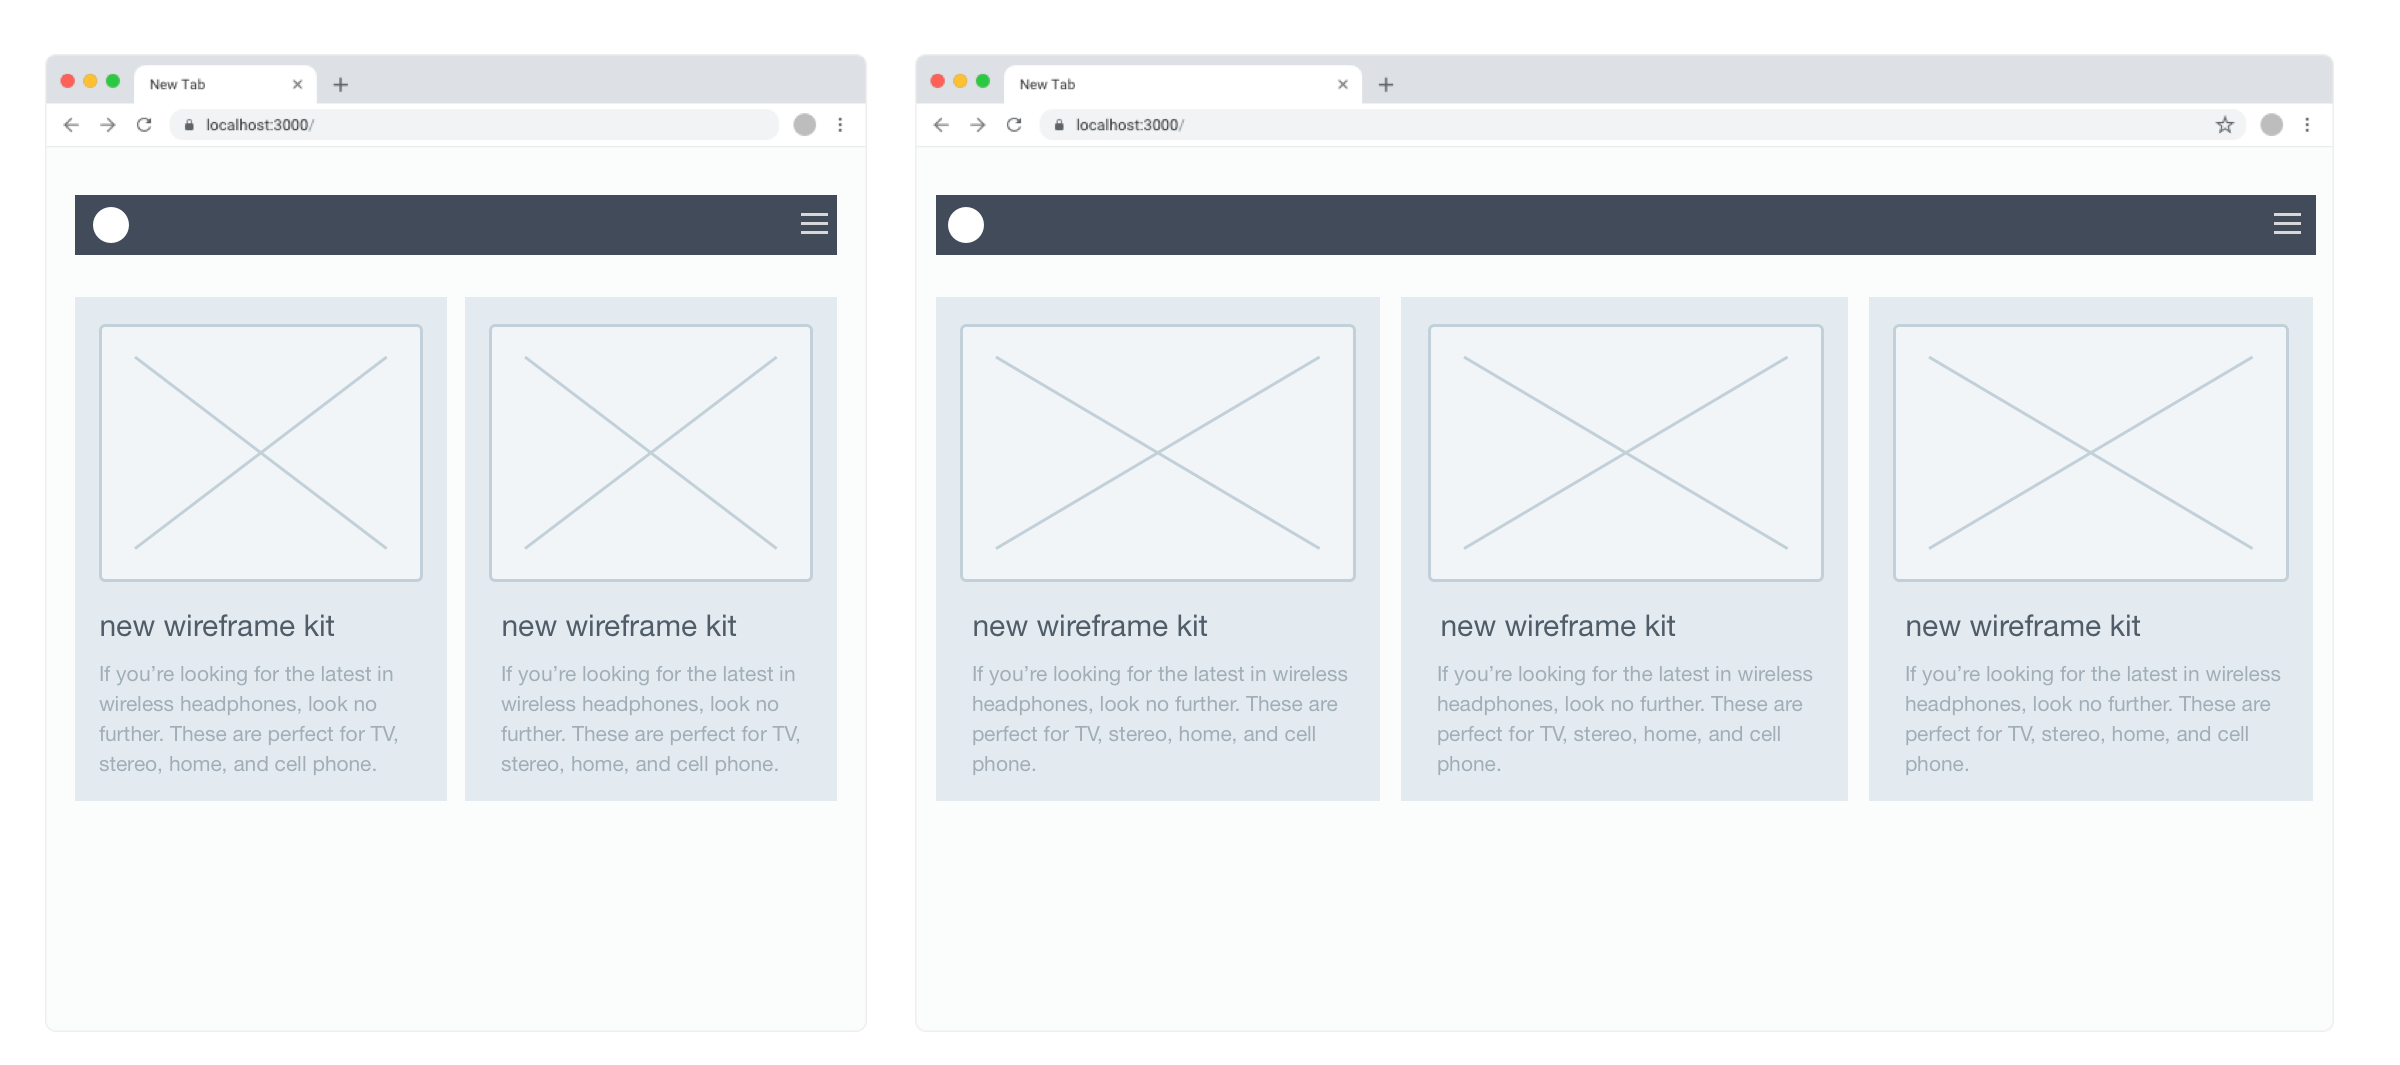 New Tab
localhost:3000/
new wireframe kit
If you’re looking for the latest in
wireless headphones, look no
further. These are perfect for TV,
stereo, home, and cell phone.
new wireframe kit
If you’re looking for the latest in
wireless headphones, look no
further. These are perfect for TV,
stereo, home, and cell phone.
New Tab
localhost:3000/
new wireframe kit
If you’re looking for the latest in wireless
headphones, look no further. These are
perfect for TV, stereo, home, and cell
phone.
new wireframe kit
If you’re looking for the latest in wireless
headphones, look no further. These are
perfect for TV, stereo, home, and cell
phone.
new wireframe kit
If you’re looking for the latest in wireless
headphones, look no further. These are
perfect for TV, stereo, home, and cell
phone.